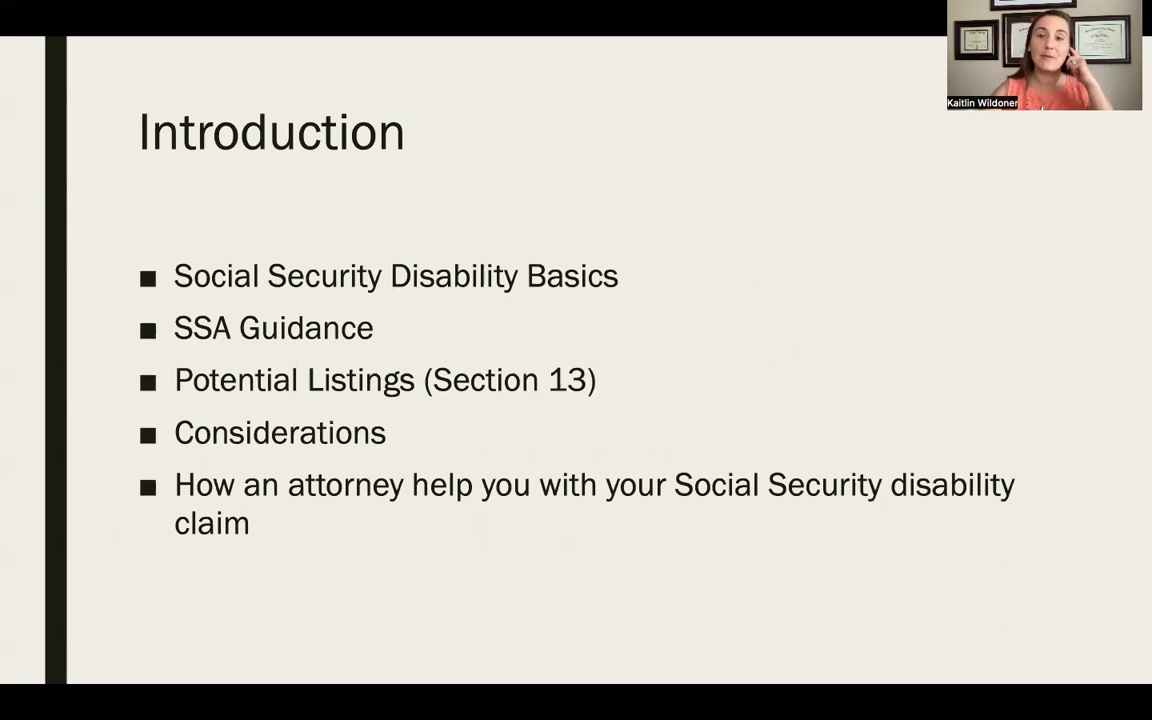 Kaitlin Wildoner
Introduction
■ Social Security Disability Basics
■ SSA Guidance
■ Potential Listings (Section 13)
■ Considerations
■ How an attorney help you with your Social Security disability
claim